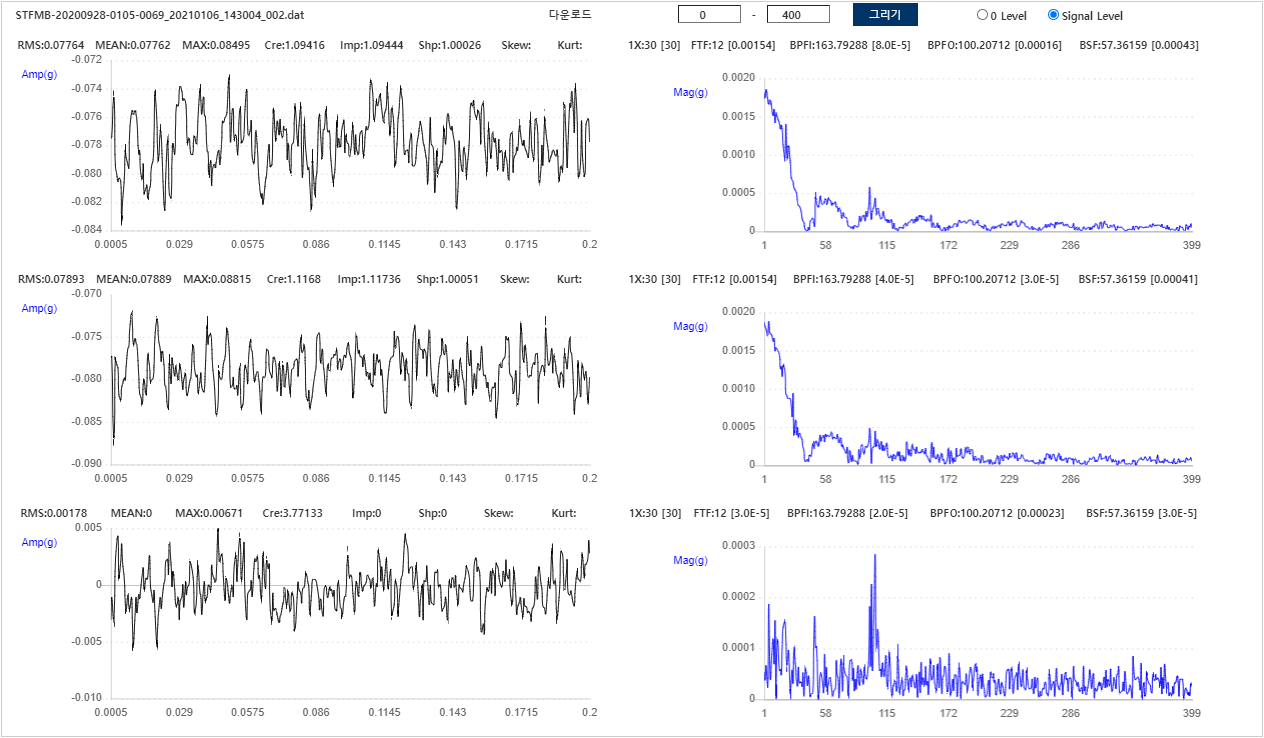 STFMB-20200928-0105-0069_20210106_143004_002.dat 다운로드 0 - 400 그리기 0 Level Signal Level
RMS:0.07764 MEAN:0.07762 MAX:0.08495 Cre:1.09416 Imp:1.09444 Shp:1.00026 Skew: Kurt:
1X:30 [30] FTF:12 [0.00154] BPFI:163.79288 [8.0E-5] BPFO:100.20712 [0.00016] BSF:57.36159 [0.00043]
Amp(g)
-0.072
-0.074
-0.076
-0.078
-0.080
-0.082
-0.084
0.0005 0.029 0.0575 0.086 0.1145 0.143 0.1715 0.2
Mag(g)
0.0020
0.0015
0.0010
0.0005
0
1 58 115 172 229 286 399
RMS:0.07893 MEAN:0.07889 MAX:0.08815 Cre:1.1168 Imp:1.11736 Shp:1.00051 Skew: Kurt:
1X:30 [30] FTF:12 [0.00154] BPFI:163.79288 [4.0E-5] BPFO:100.20712 [3.0E-5] BSF:57.36159 [0.00041]
Amp(g)
-0.070
-0.075
-0.080
-0.085
-0.090
0.0005 0.029 0.0575 0.086 0.1145 0.143 0.1715 0.2
Mag(g)
0.0020
0.0015
0.0010
0.0005
0
1 58 115 172 229 286 399
RMS:0.00178 MEAN:0 MAX:0.00671 Cre:3.77133 Imp:0 Shp:0 Skew: Kurt:
1X:30 [30] FTF:12 [3.0E-5] BPFI:163.79288 [2.0E-5] BPFO:100.20712 [0.00023] BSF:57.36159 [3.0E-5]
Amp(g)
0.005
0
-0.005
-0.010
0.0005 0.029 0.0575 0.086 0.1145 0.143 0.1715 0.2
Mag(g)
0.0003
0.0002
0.0001
0
1 58 115 172 229 286 399